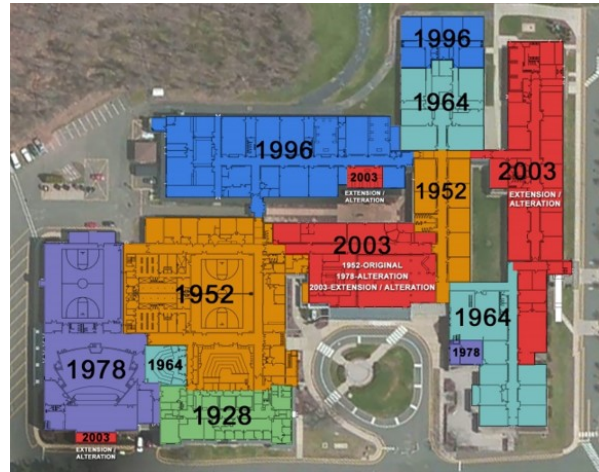 1996
1964
1996
2003
EXTENSION /
ALTERATION
1952
2003
EXTENSION /
ALTERATION
2003
1952-ORIGINAL
1978-ALTERATION
2003-EXTENSION / ALTERATION
1952
1978
1964
1928
1964
1978
2003
EXTENSION /
ALTERATION